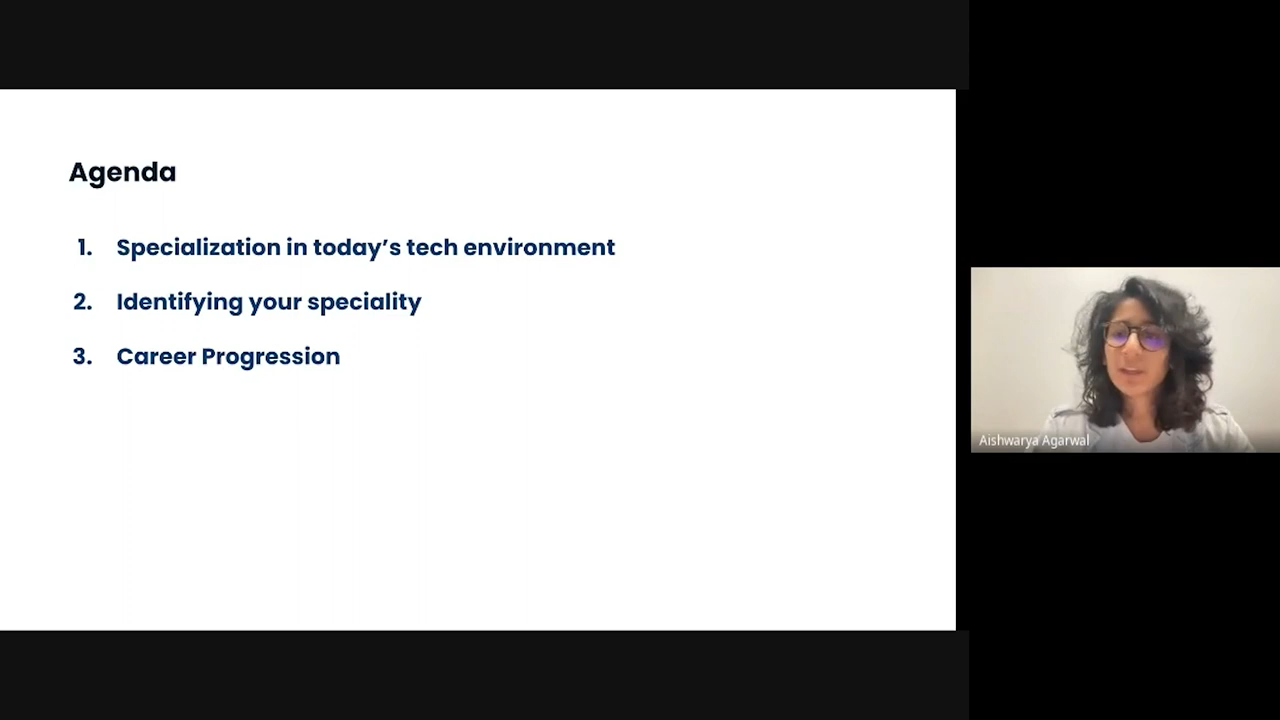 Agenda
1. Specialization in today’s tech environment
2. Identifying your speciality
3. Career Progression
Aishwarya Agarwal